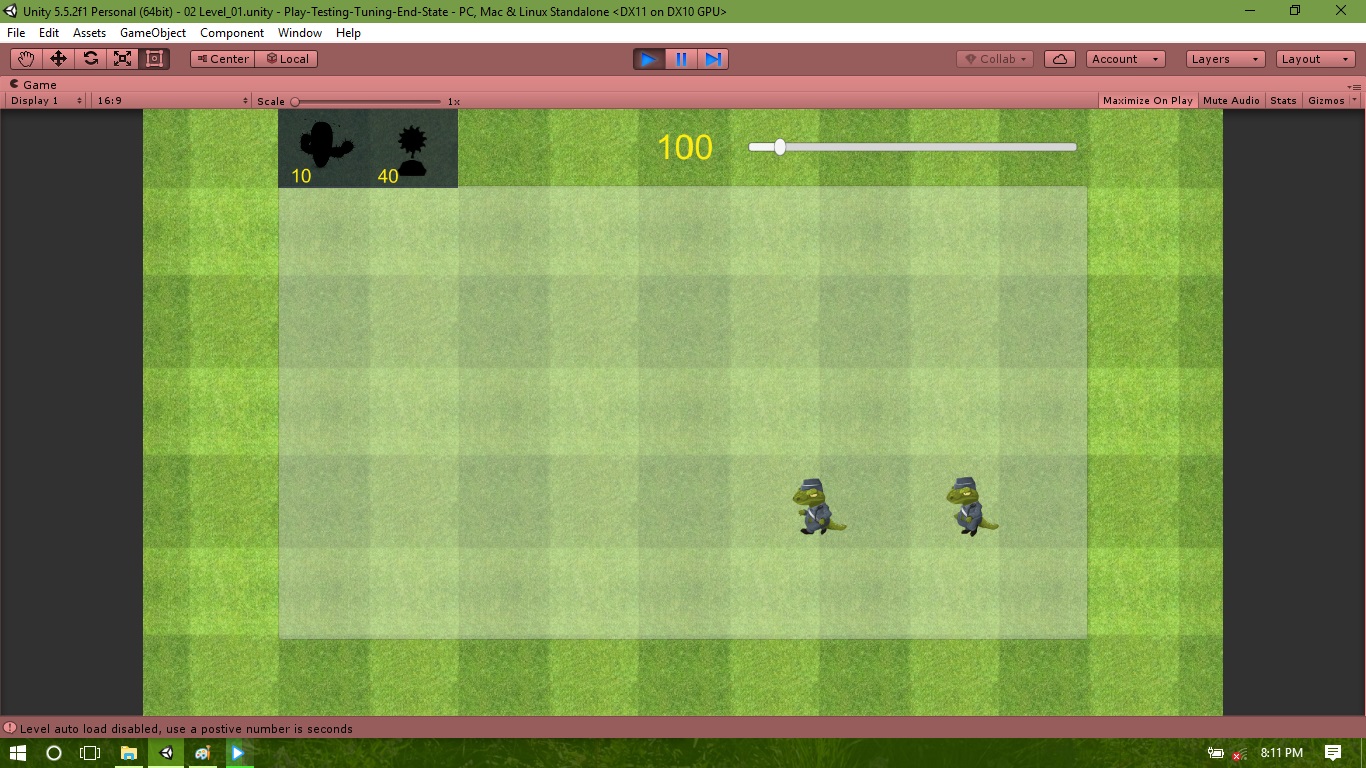 Unity 5.5.2f1 Personal (64bit) - 02 Level_01.unity - Play-Testing-Tuning-End-State - PC, Mac & Linux Standalone <DX11 on DX10 GPU>
File Edit Assets GameObject Component Window Help
Center Local Collab Account Layers Layout
Game
Display 1 16:9 Scale 1x Maximize On Play Mute Audio Stats Gizmos
100
10 40
Level auto load disabled, use a postive number is seconds
8:11 PM